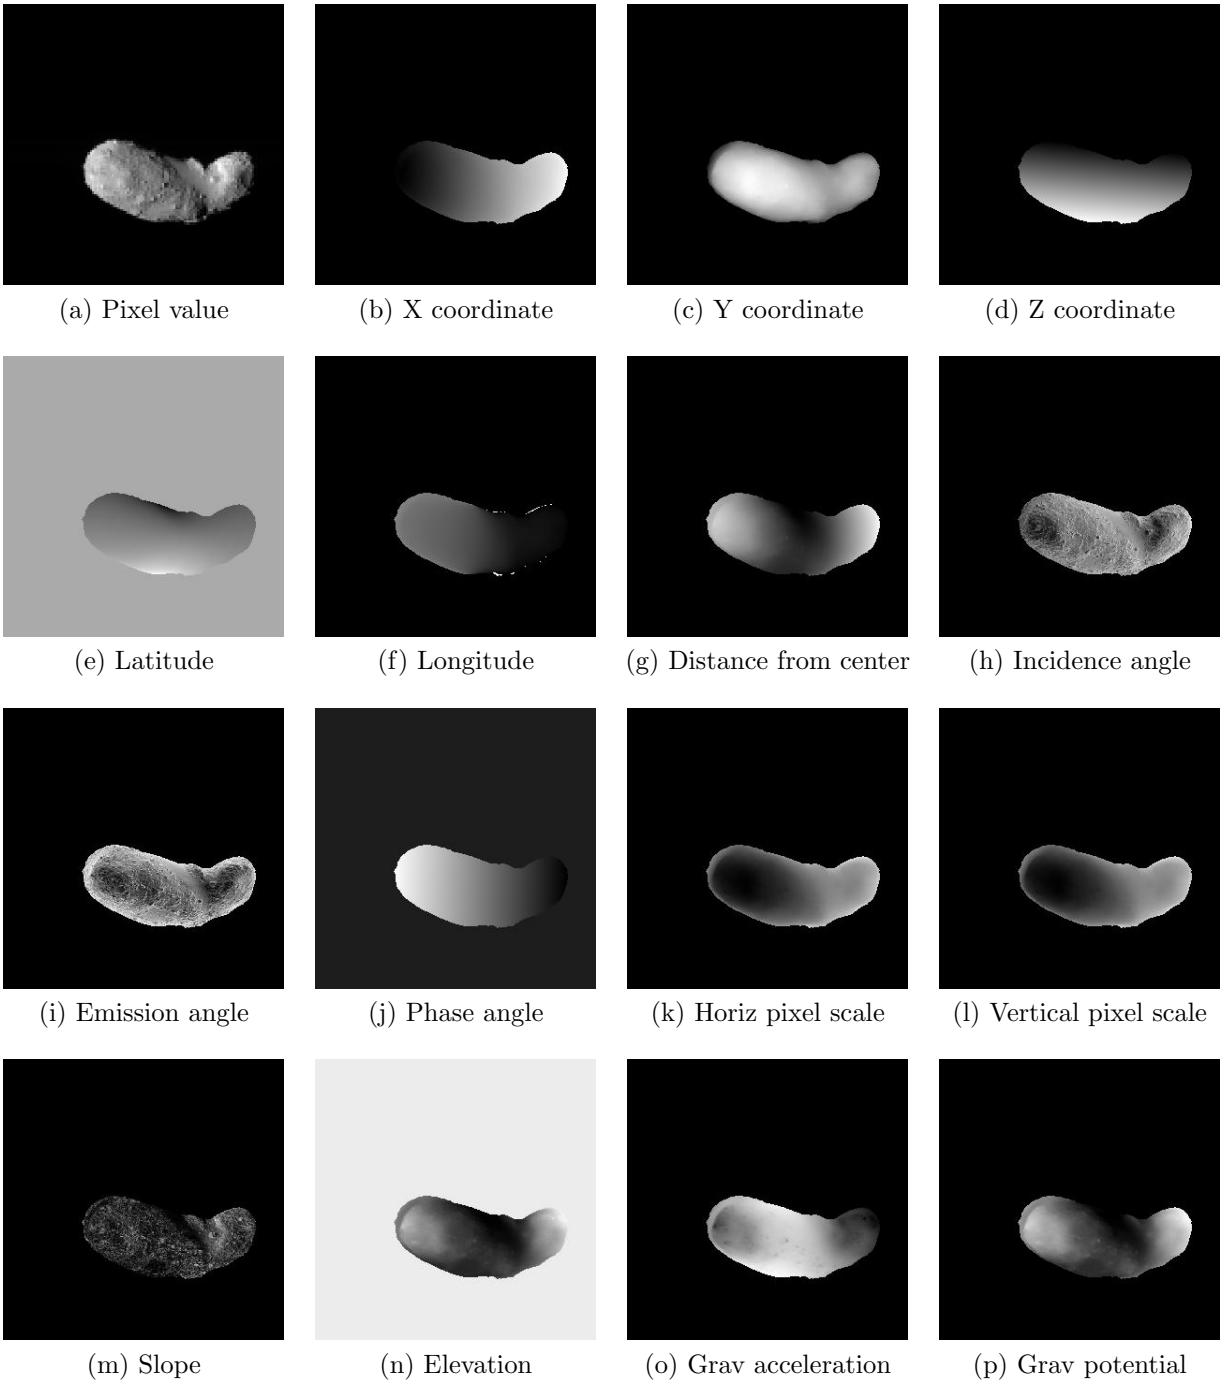 (a) Pixel value
(b) X coordinate
(c) Y coordinate
(d) Z coordinate
(e) Latitude
(f) Longitude
(g) Distance from center
(h) Incidence angle
(i) Emission angle
(j) Phase angle
(k) Horiz pixel scale
(l) Vertical pixel scale
(m) Slope
(n) Elevation
(o) Grav acceleration
(p) Grav potential